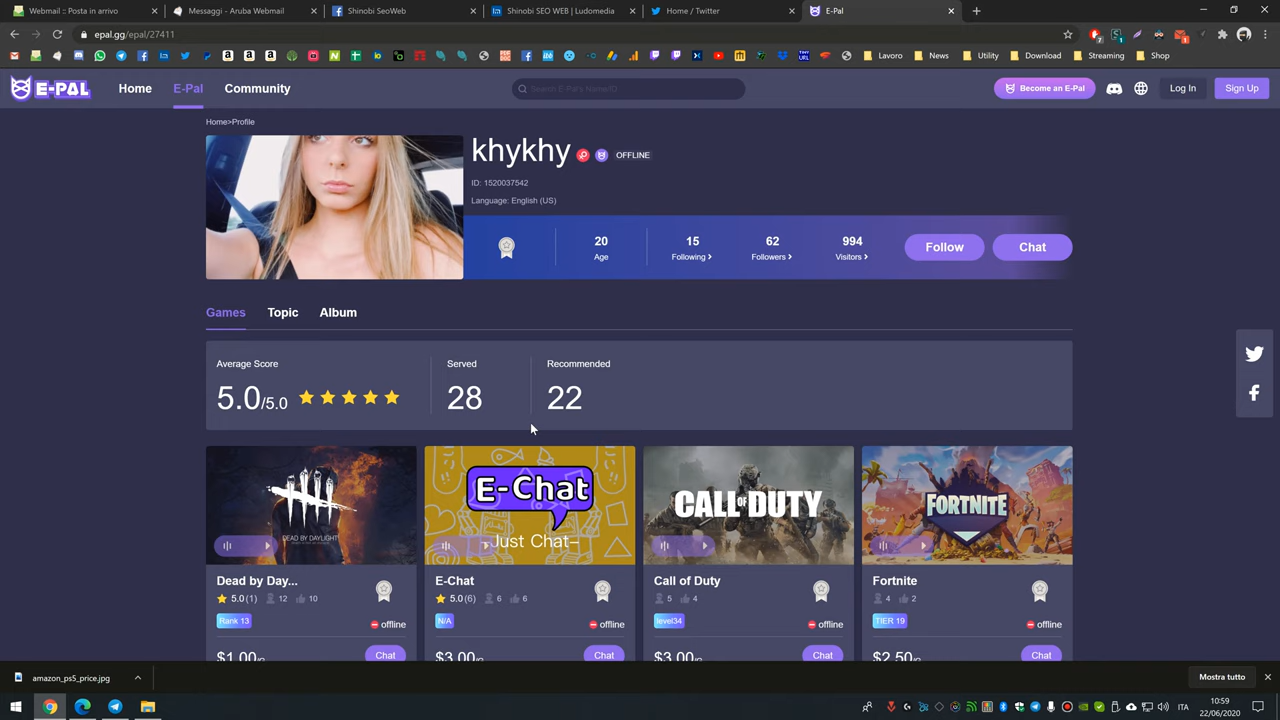 Webmail :: Posta in arrivo
Messaggi - Aruba Webmail
Shinobi SeoWeb
Shinobi SEO WEB | Ludomedia
Home / Twitter
E-Pal
epal.gg/epal/27411
Lavoro
News
Utility
Download
Streaming
Shop
E-PAL
Home
E-Pal
Community
Search E-Pal's Name/ID
Become an E-Pal
Log In
Sign Up
Home>Profile
khykhy
OFFLINE
ID: 1520037542
Language: English (US)
20
15
62
994
Age
Following
Followers
Visitors
Follow
Chat
Games
Topic
Album
Average Score
Served
Recommended
5.0/5.0
28
22
DEAD BY DAYLIGHT
E-Chat
-Just Chat-
CALL OF DUTY
FORTNITE
Dead by Day...
E-Chat
Call of Duty
Fortnite
5.0 (1) 12 10
5.0 (6) 6 6
5 4
4 2
Rank 13
N/A
level34
TIER 19
offline
offline
offline
offline
$1.00/G
$3.00/G
$3.00/G
$2.50/G
Chat
Chat
Chat
Chat
amazon_ps5_price.jpg
Mostra tutto
ITA
10:59
22/06/2020